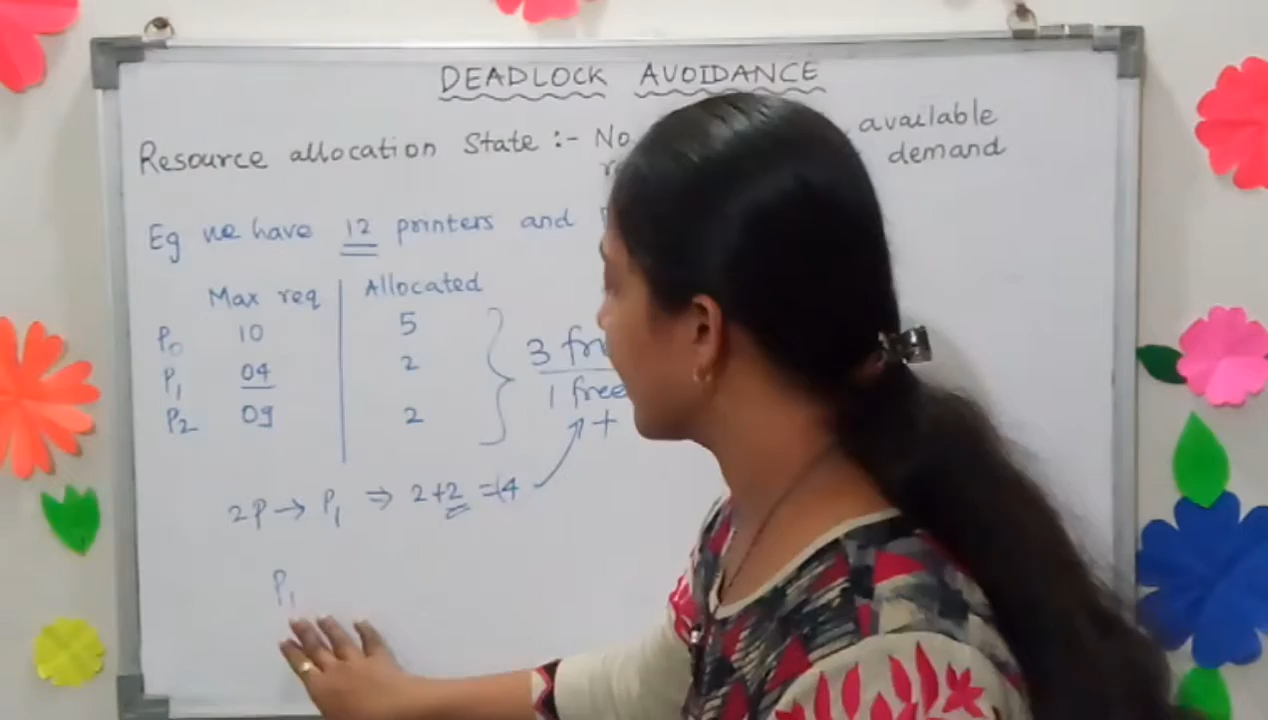 DEADLOCK AVOIDANCE
Resource allocation State :- No available
demand
Eg we have 12 printers and
Max req Allocated
P0 10 5
P1 04 2
P2 09 2
3
1 free
+
2P → P1 ⇒ 2+2 = 4
P1